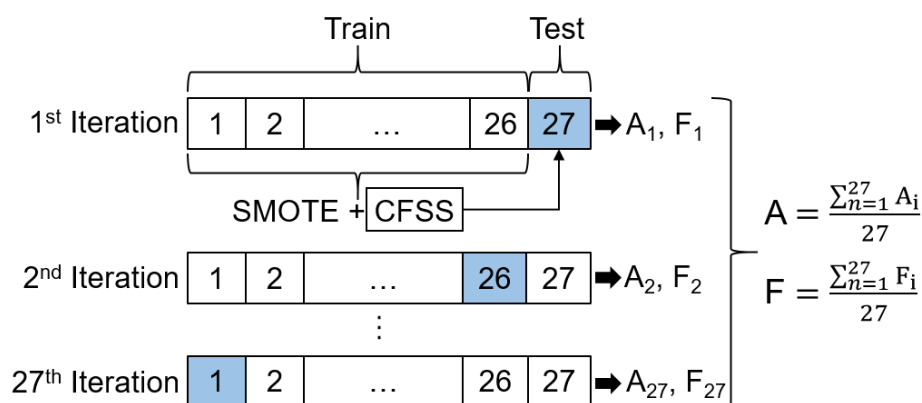 Train Test
1st Iteration 1 2 ... 26 27 A1, F1
SMOTE + CFSS
2nd Iteration 1 2 ... 26 27 A2, F2
⋮
27th Iteration 1 2 ... 26 27 A27, F27
A = ∑²⁷ₙ₌₁ Aᵢ / 27
F = ∑²⁷ₙ₌₁ Fᵢ / 27